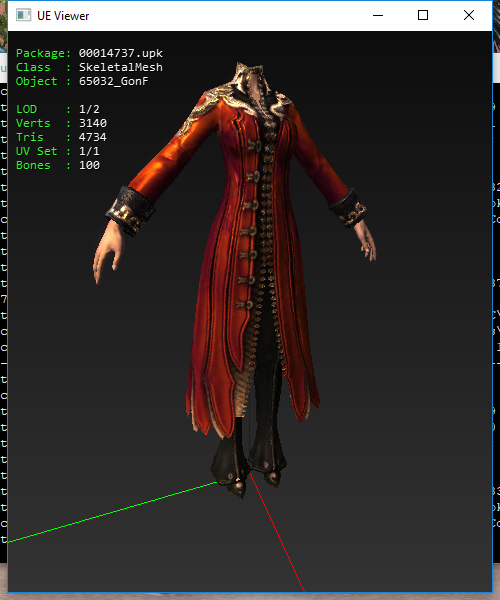 UE Viewer
Package: 00014737.upk
Class : SkeletalMesh
Object : 65032_GonF
LOD : 1/2
Verts : 3140
Tris : 4734
UV Set : 1/1
Bones : 100